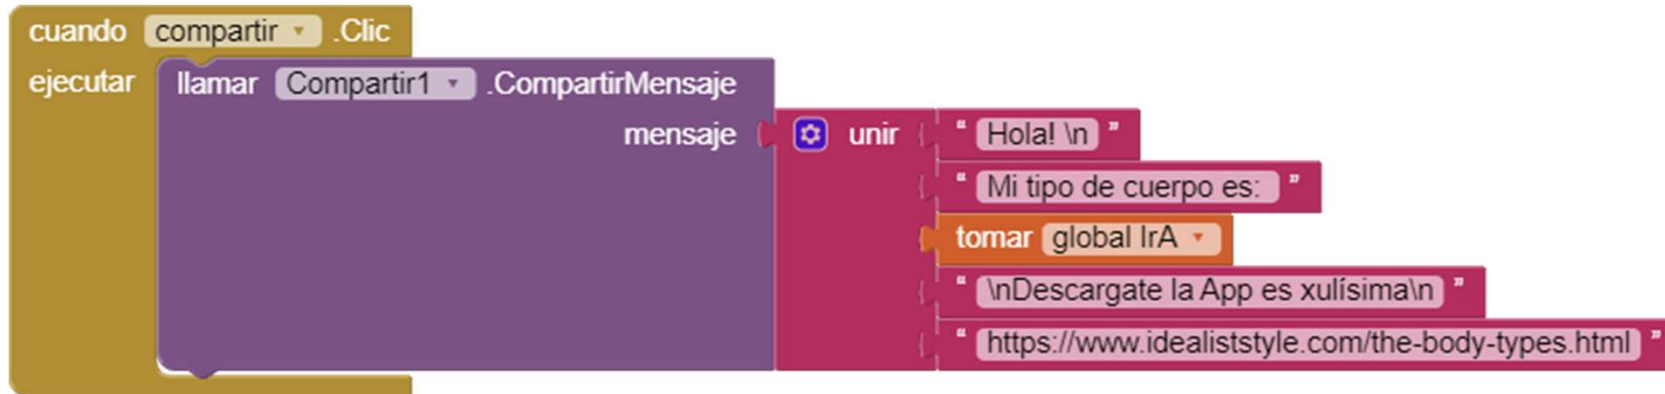 cuando compartir .Clic
ejecutar llamar Compartir1 .CompartirMensaje
mensaje unir " Hola! \n "
" Mi tipo de cuerpo es: "
tomar global IrA
" \nDescargate la App es xulísima\n "
" https://www.idealiststyle.com/the-body-types.html "